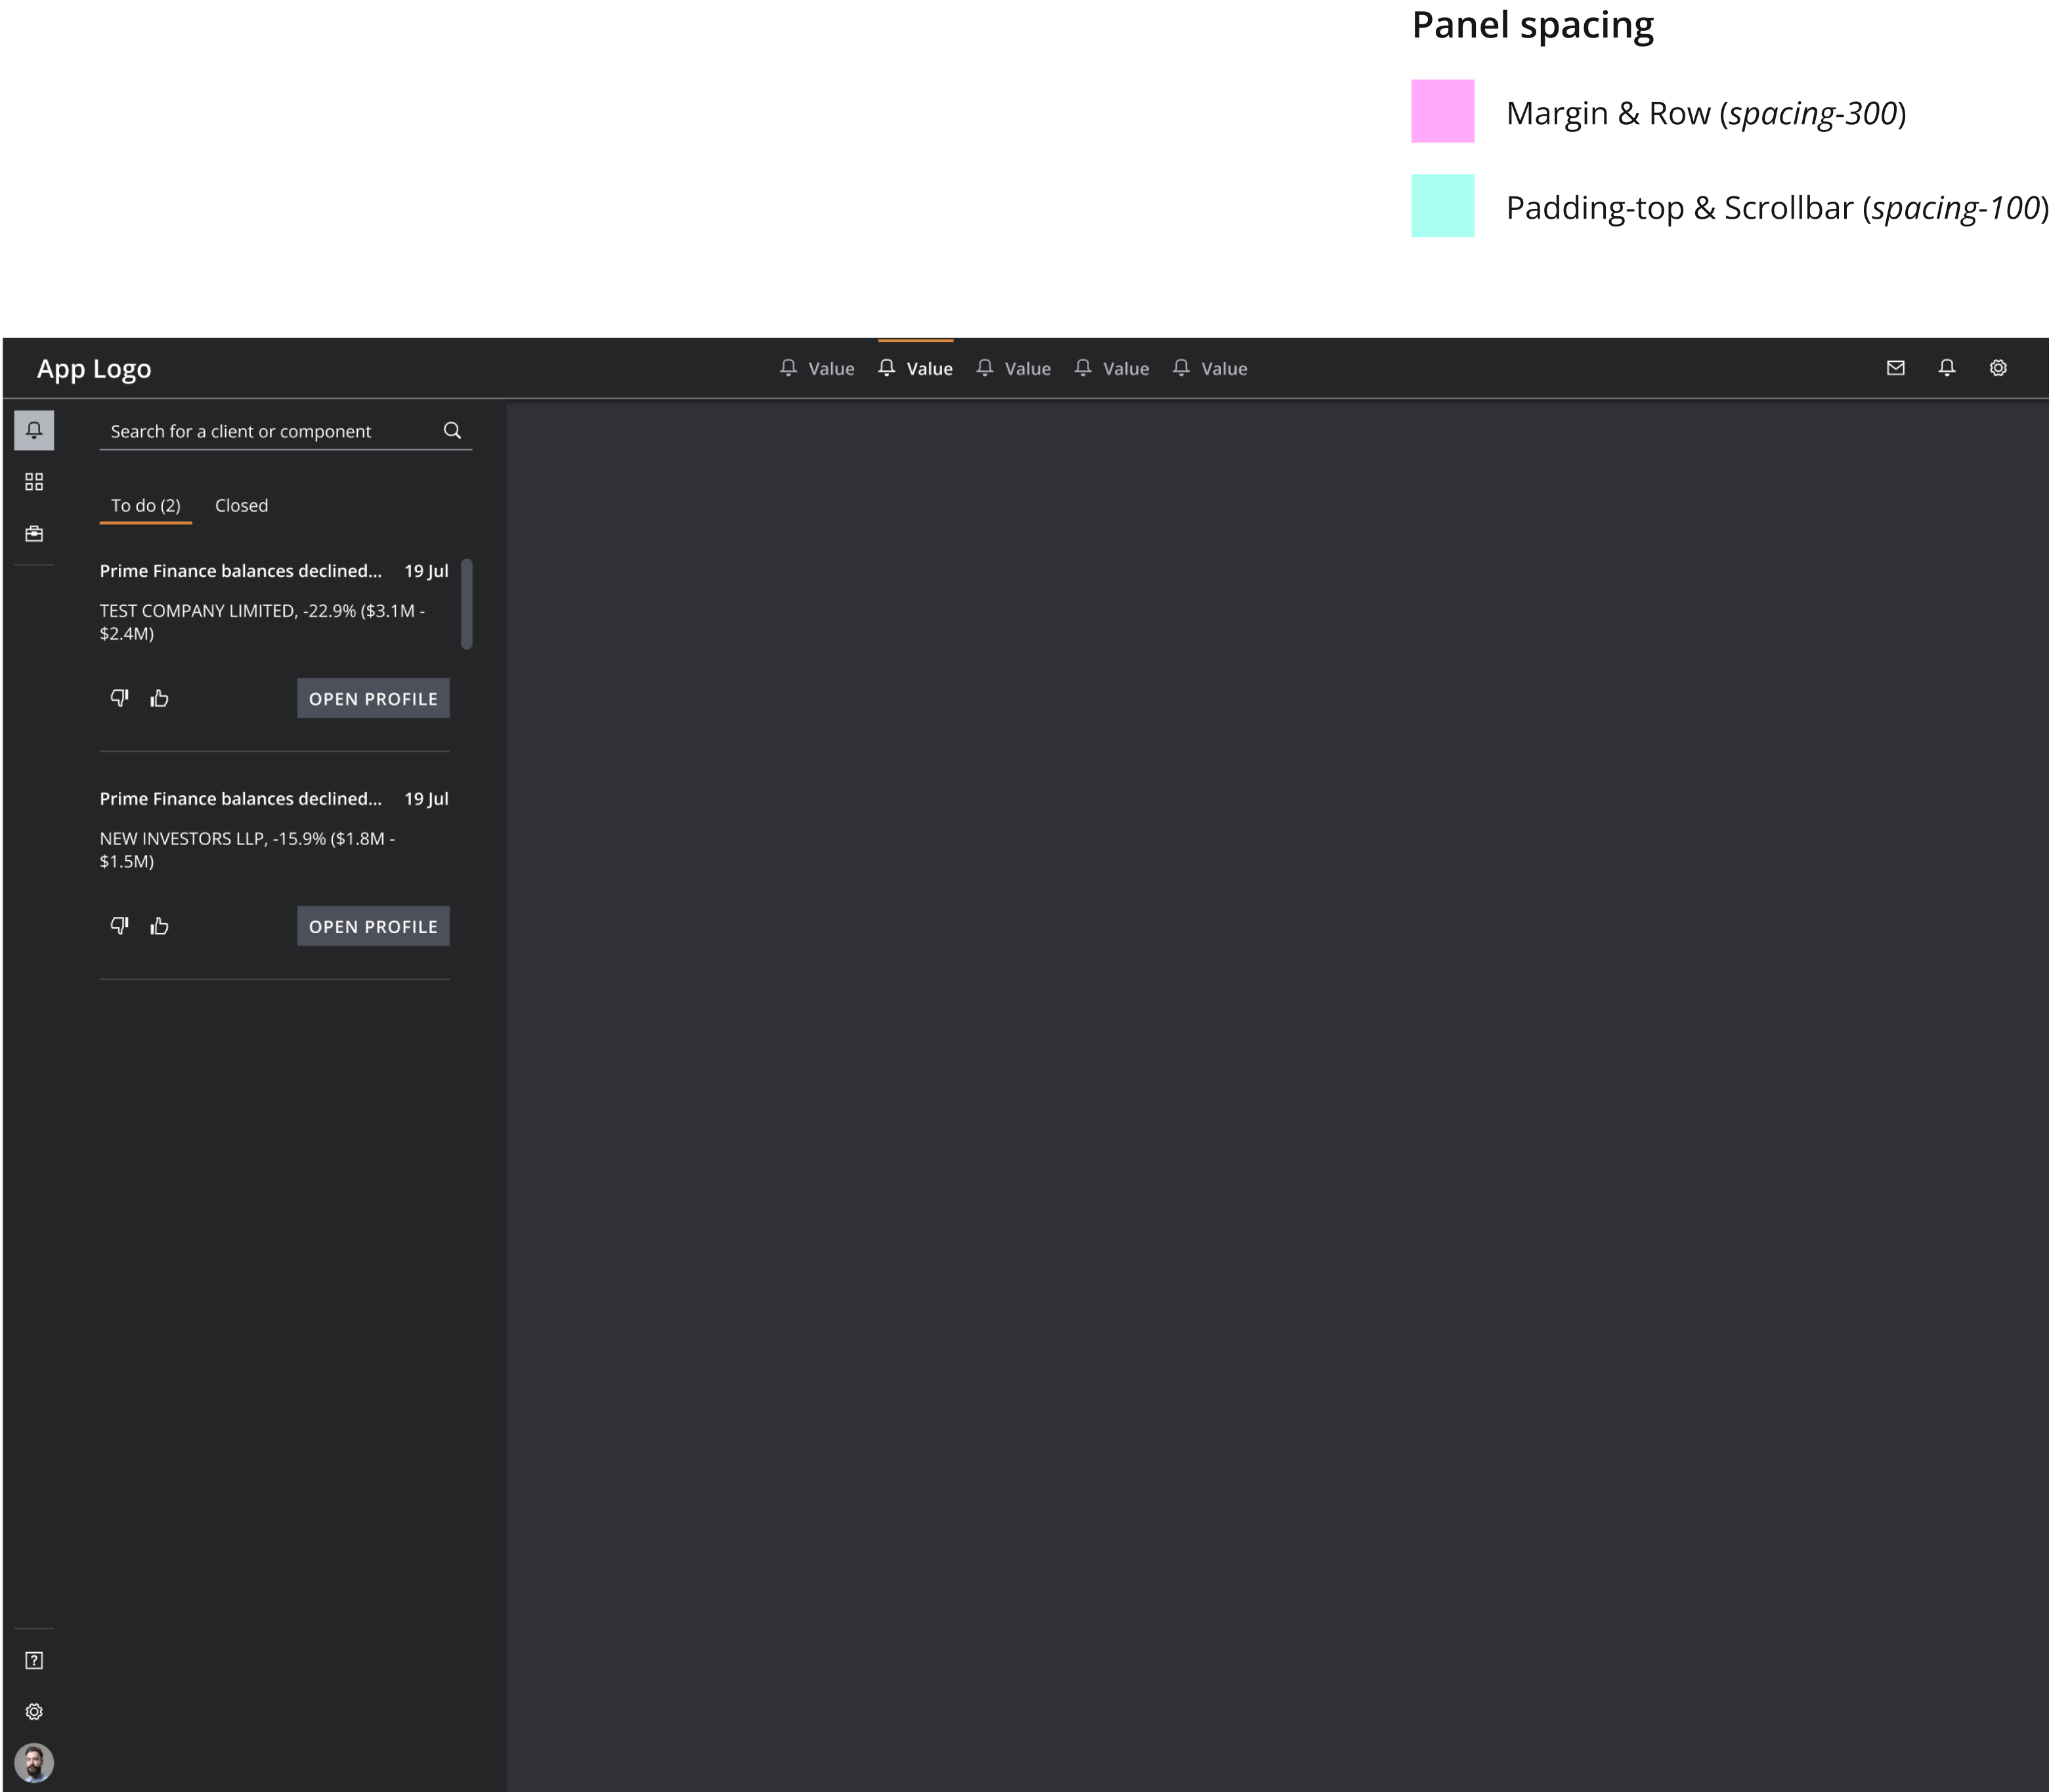 Panel spacing
Margin & Row (spacing-300)
Padding-top & Scrollbar (spacing-100)
App Logo
Value
Value
Value
Value
Value
Search for a client or component
To do (2)
Closed
Prime Finance balances declined... 19 Jul
TEST COMPANY LIMITED, -22.9% ($3.1M -
$2.4M)
OPEN PROFILE
Prime Finance balances declined... 19 Jul
NEW INVESTORS LLP, -15.9% ($1.8M -
$1.5M)
OPEN PROFILE